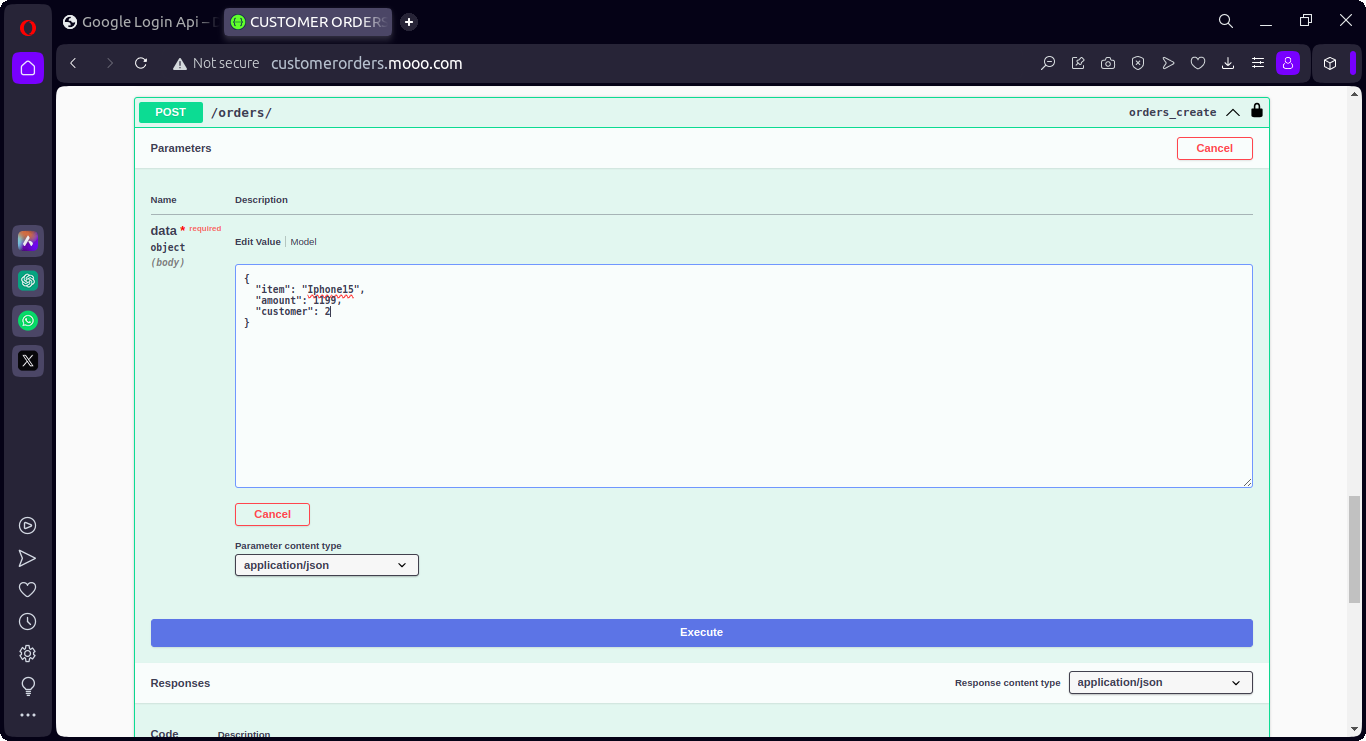 Google Login Api –
CUSTOMER ORDERS
Not secure
customerorders.mooo.com
POST
/orders/
orders_create
Parameters
Cancel
Name
Description
data * required
object
(body)
Edit Value
Model
{
"item": "Iphone15",
"amount": 1199,
"customer": 2
}
Cancel
Parameter content type
application/json
Execute
Responses
Response content type
application/json
Code
Description